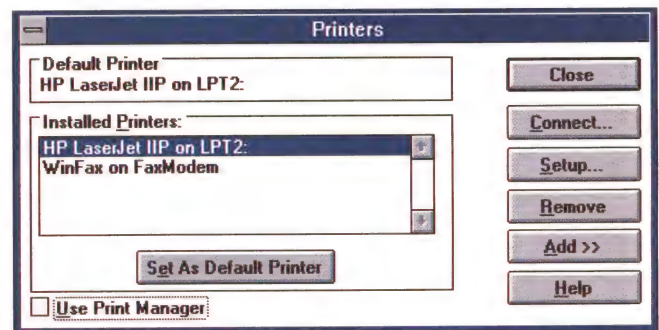 Printers
Default Printer
HP LaserJet IIP on LPT2:
Installed Printers:
HP LaserJet IIP on LPT2:
WinFax on FaxModem
Set As Default Printer
Use Print Manager
Close
Connect...
Setup...
Remove
Add >>
Help